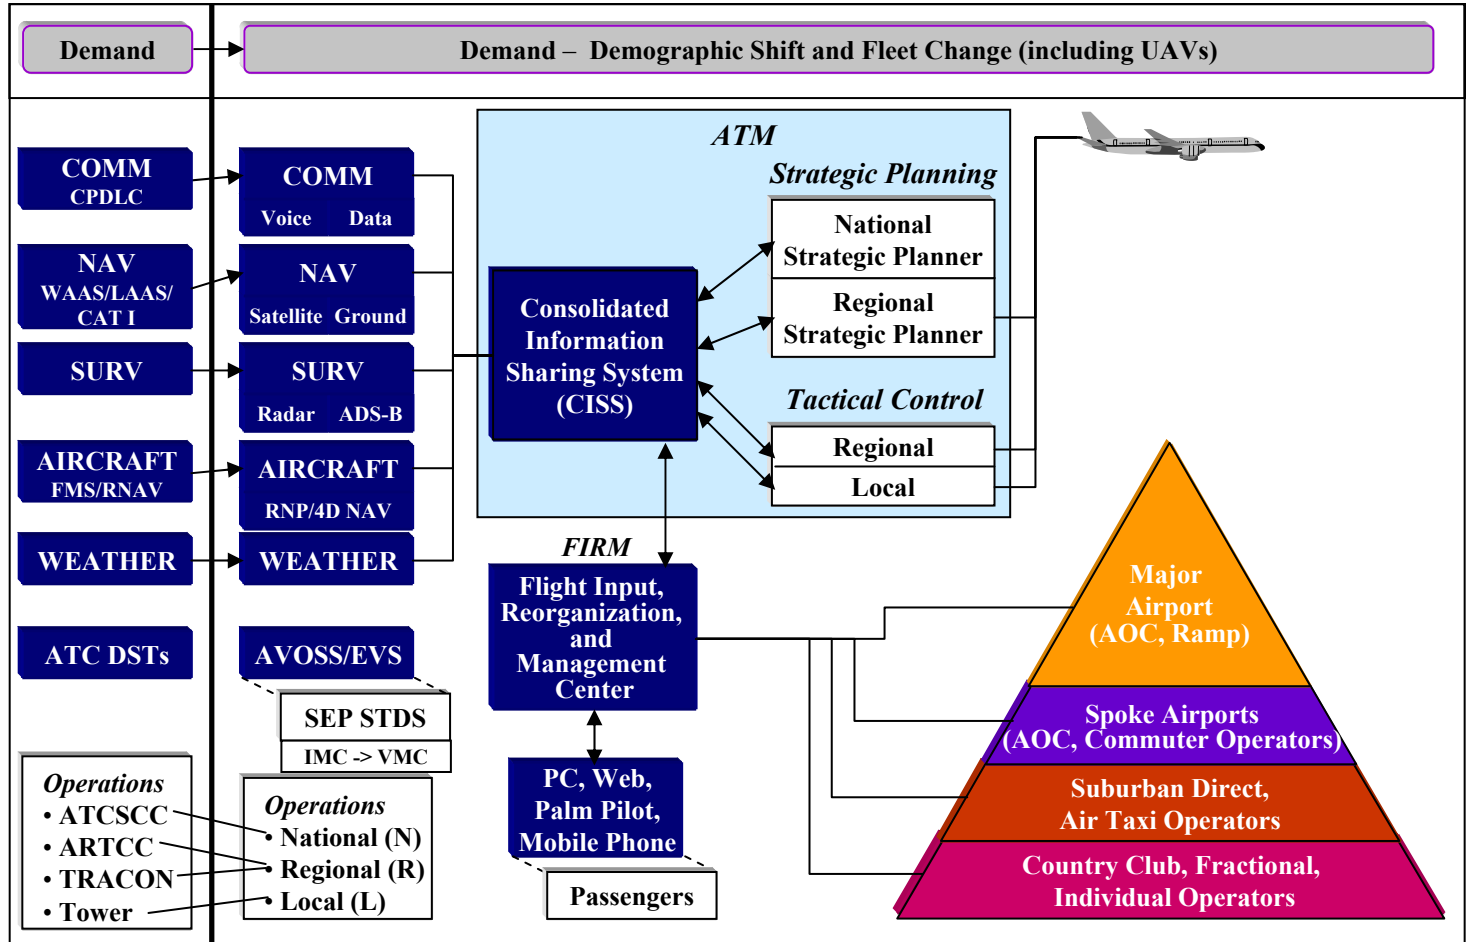 Demand
Demand – Demographic Shift and Fleet Change (including UAVs)
COMM
CPDLC
NAV
WAAS/LAAS/
CAT I
SURV
AIRCRAFT
FMS/RNAV
WEATHER
ATC DSTs
Operations
• ATCSCC
• ARTCC
• TRACON
• Tower
COMM
Voice Data
NAV
Satellite Ground
SURV
Radar ADS-B
AIRCRAFT
RNP/4D NAV
WEATHER
AVOSS/EVS
SEP STDS
IMC -> VMC
Operations
• National (N)
• Regional (R)
• Local (L)
ATM
Consolidated
Information
Sharing System
(CISS)
Strategic Planning
National
Strategic Planner
Regional
Strategic Planner
Tactical Control
Regional
Local
FIRM
Flight Input,
Reorganization,
and
Management
Center
PC, Web,
Palm Pilot,
Mobile Phone
Passengers
Major
Airport
(AOC, Ramp)
Spoke Airports
(AOC, Commuter Operators)
Suburban Direct,
Air Taxi Operators
Country Club, Fractional,
Individual Operators